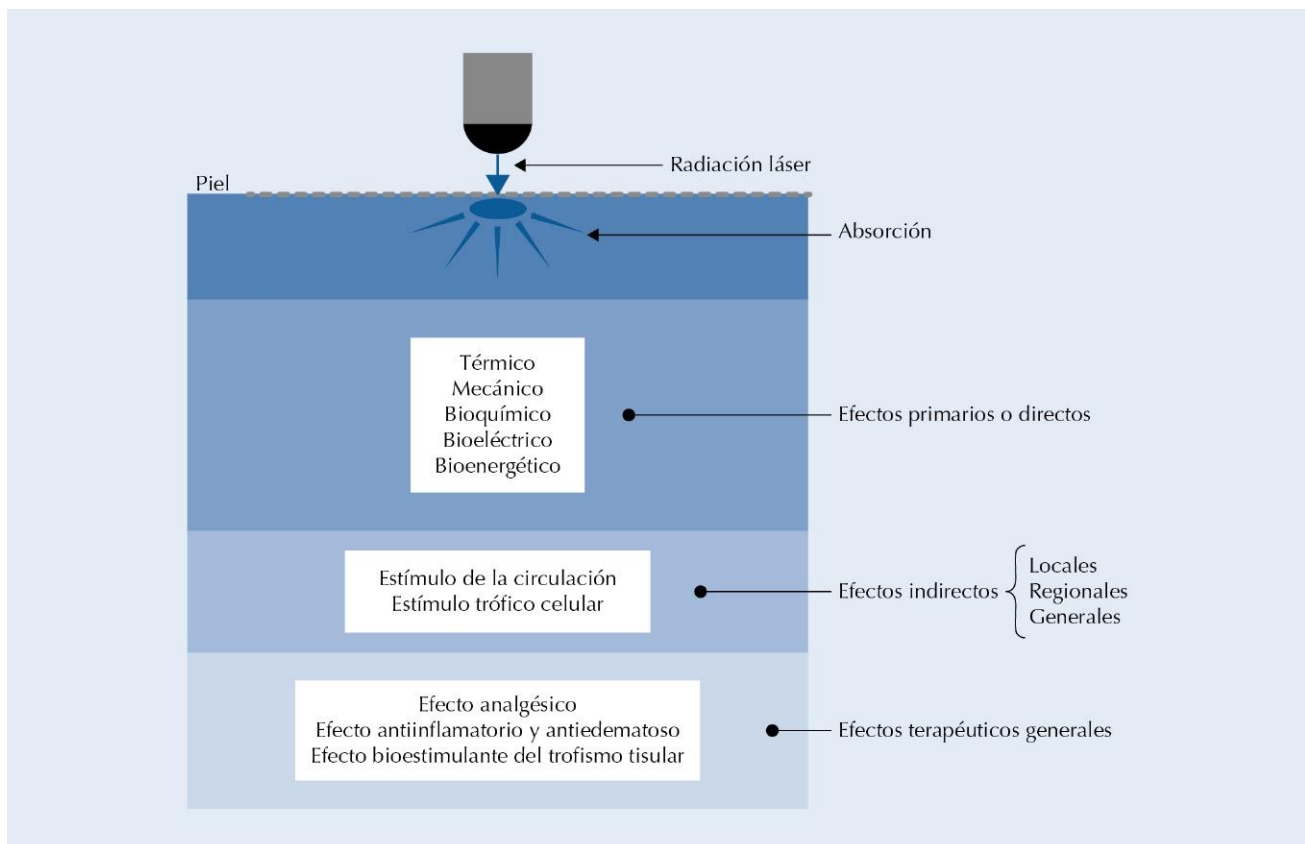 Radiación láser
Piel
Absorción
Térmico
Mecánico
Bioquímico
Bioeléctrico
Bioenergético
Efectos primarios o directos
Estímulo de la circulación
Estímulo trófico celular
Efectos indirectos
Locales
Regionales
Generales
Efecto analgésico
Efecto antiinflamatorio y antiedematoso
Efecto bioestimulante del trofismo tisular
Efectos terapéuticos generales